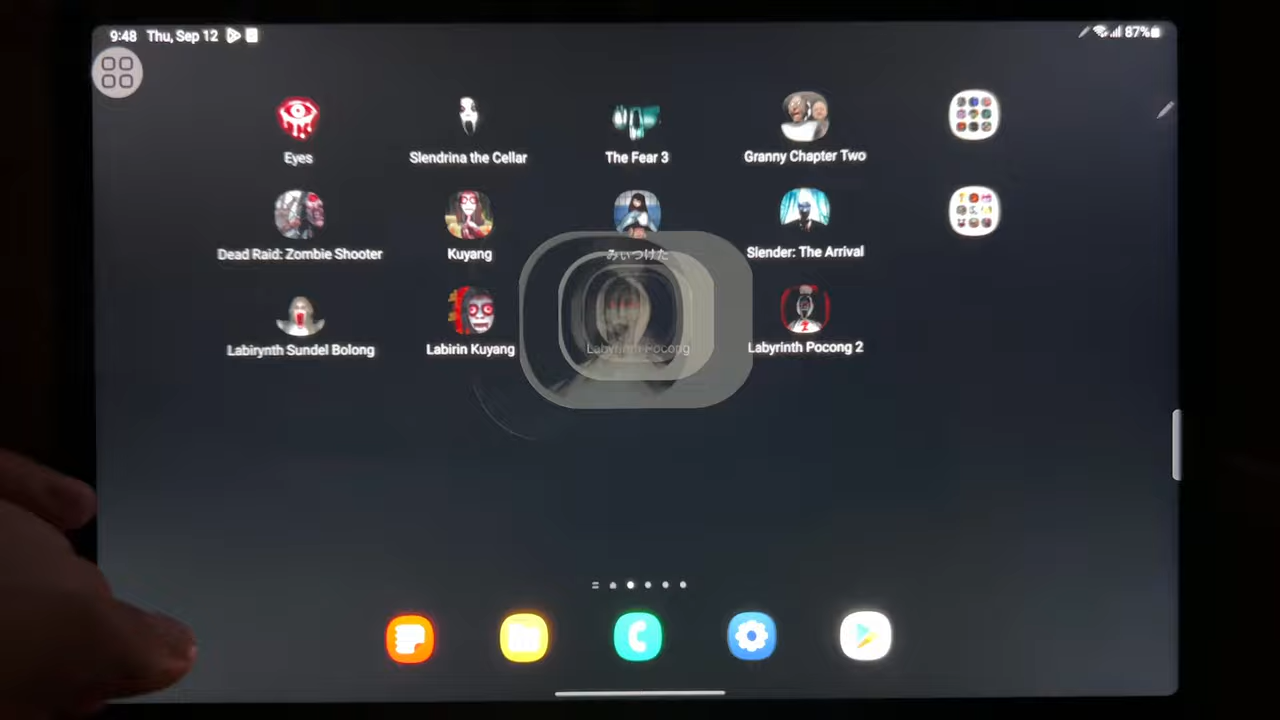 9:48 Thu, Sep 12
87%
Eyes
Slendrina the Cellar
The Fear 3
Granny Chapter Two
Dead Raid: Zombie Shooter
Kuyang
みぃつけた
Slender: The Arrival
Labirynth Sundel Bolong
Labirin Kuyang
Labyrinth Pocong
Labyrinth Pocong 2